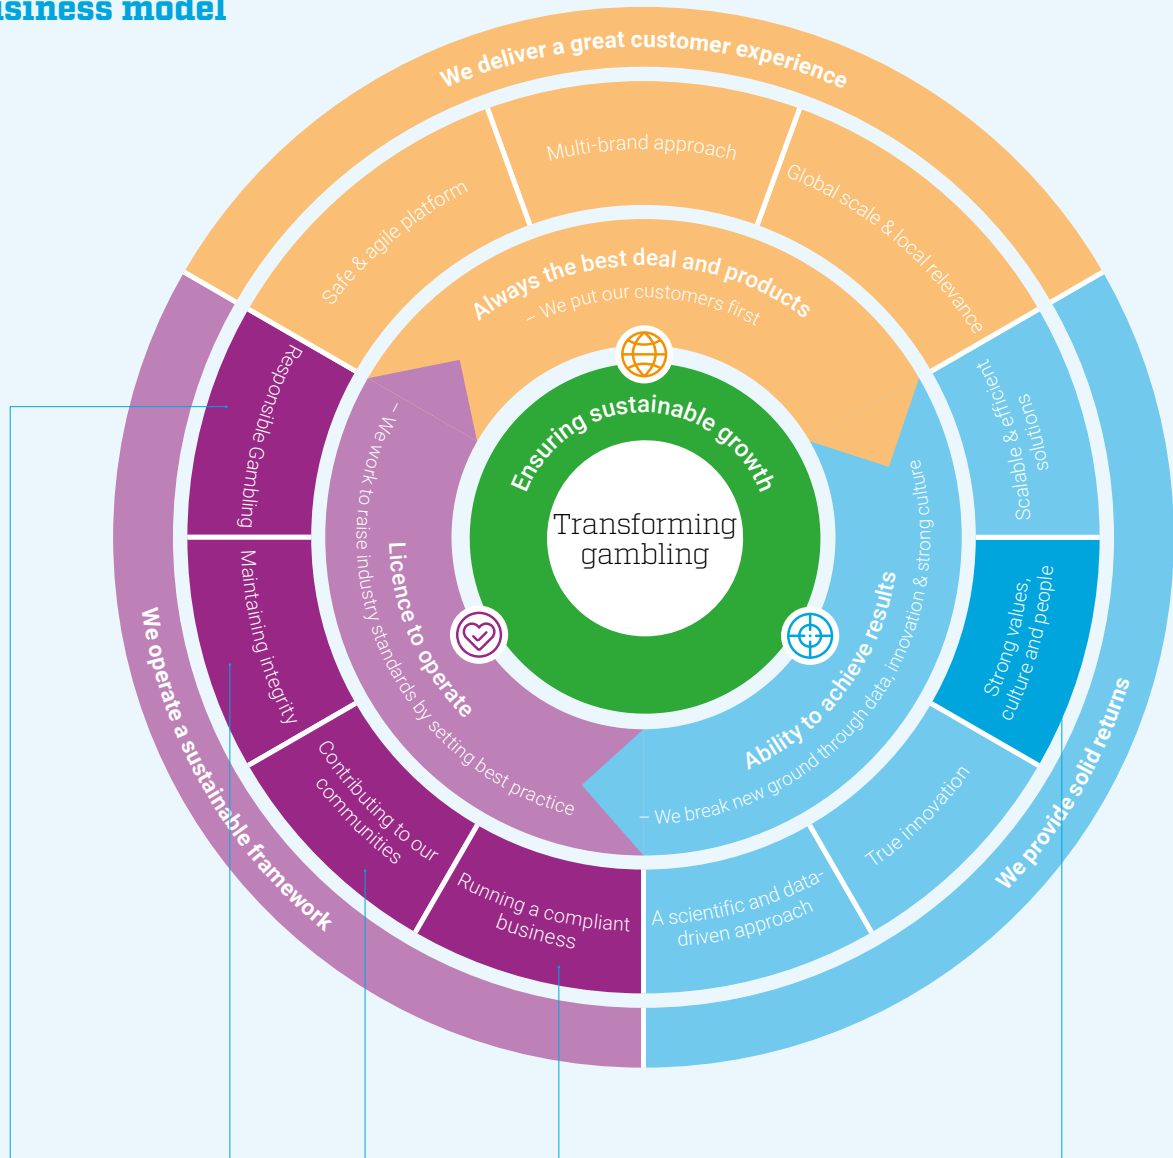 business model
We deliver a great customer experience
Multi-brand approach
Safe & agile platform
Global scale & local relevance
Always the best deal and products
– We put our customers first
Ensuring sustainable growth
Transforming
gambling
Responsible Gambling
Maintaining integrity
Contributing to our
communities
Running a compliant
business
Licence to operate
– We work to raise industry standards by setting best practice
We operate a sustainable framework
Scalable & efficient
solutions
Strong values,
culture and people
True innovation
A scientific and data-
driven approach
Ability to achieve results
– We break new ground through data, innovation & strong culture
We provide solid returns